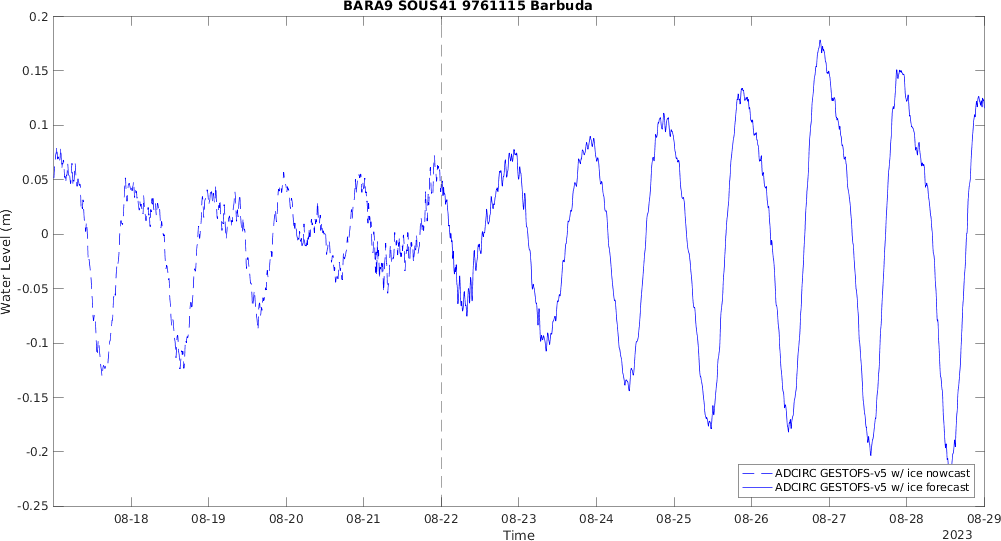 BARA9 SOUS41 9761115 Barbuda
0.2
0.15
0.1
0.05
0
-0.05
-0.1
-0.15
-0.2
-0.25
Water Level (m)
08-18 08-19 08-20 08-21 08-22 08-23 08-24 08-25 08-26 08-27 08-28 08-29
Time
2023
ADCIRC GESTOFS-v5 w/ ice nowcast
ADCIRC GESTOFS-v5 w/ ice forecast